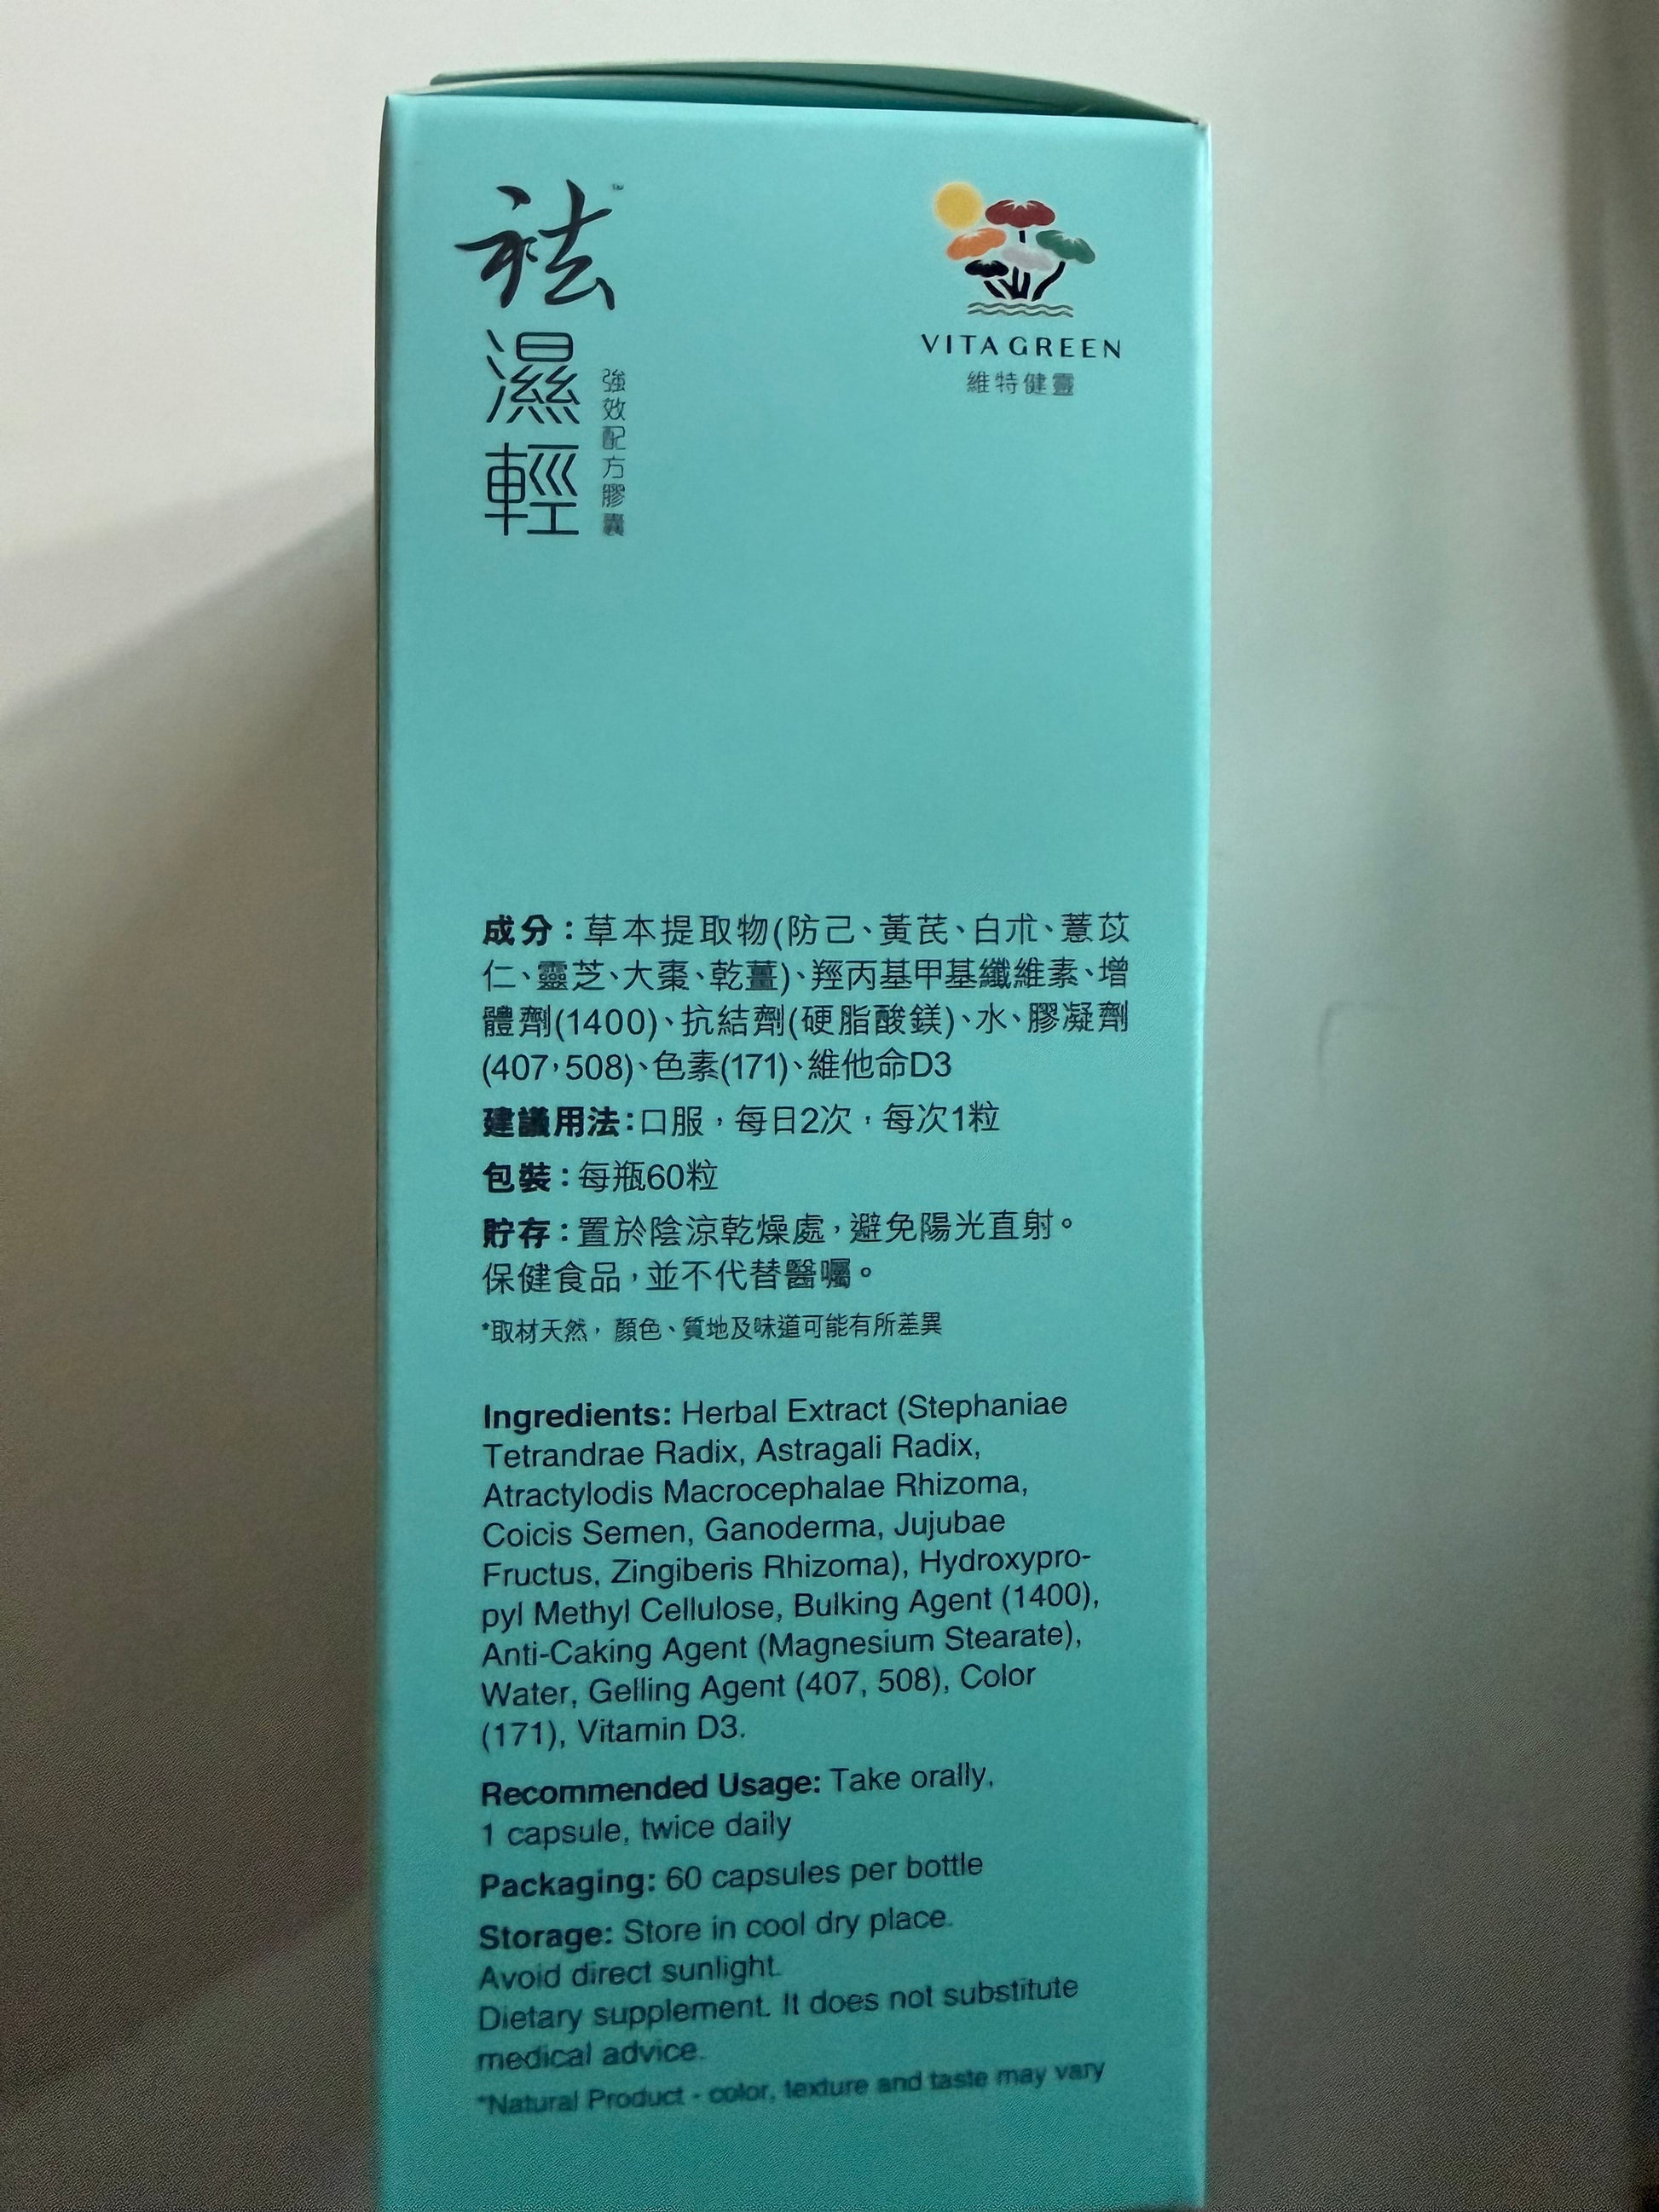 祛™
濕
輕
強效配方膠囊
VITA GREEN
維特健靈
成分：草本提取物(防己、黃芪、白朮、薏苡
仁、靈芝、大棗、乾薑)、羥丙基甲基纖維素、增
體劑(1400)、抗結劑(硬脂酸鎂)、水、膠凝劑
(407，508)、色素(171)、維他命D3
建議用法：口服，每日2次，每次1粒
包裝：每瓶60粒
貯存：置於陰涼乾燥處，避免陽光直射。
保健食品，並不代替醫囑。
*取材天然，顏色、質地及味道可能有所差異
Ingredients: Herbal Extract (Stephaniae
Tetrandrae Radix, Astragali Radix,
Atractylodis Macrocephalae Rhizoma,
Coicis Semen, Ganoderma, Jujubae
Fructus, Zingiberis Rhizoma), Hydroxypro-
pyl Methyl Cellulose, Bulking Agent (1400),
Anti-Caking Agent (Magnesium Stearate),
Water, Gelling Agent (407, 508), Color
(171), Vitamin D3.
Recommended Usage: Take orally,
1 capsule, twice daily
Packaging: 60 capsules per bottle
Storage: Store in cool dry place.
Avoid direct sunlight.
Dietary supplement. It does not substitute
medical advice.
*Natural Product - color, texture and taste may vary